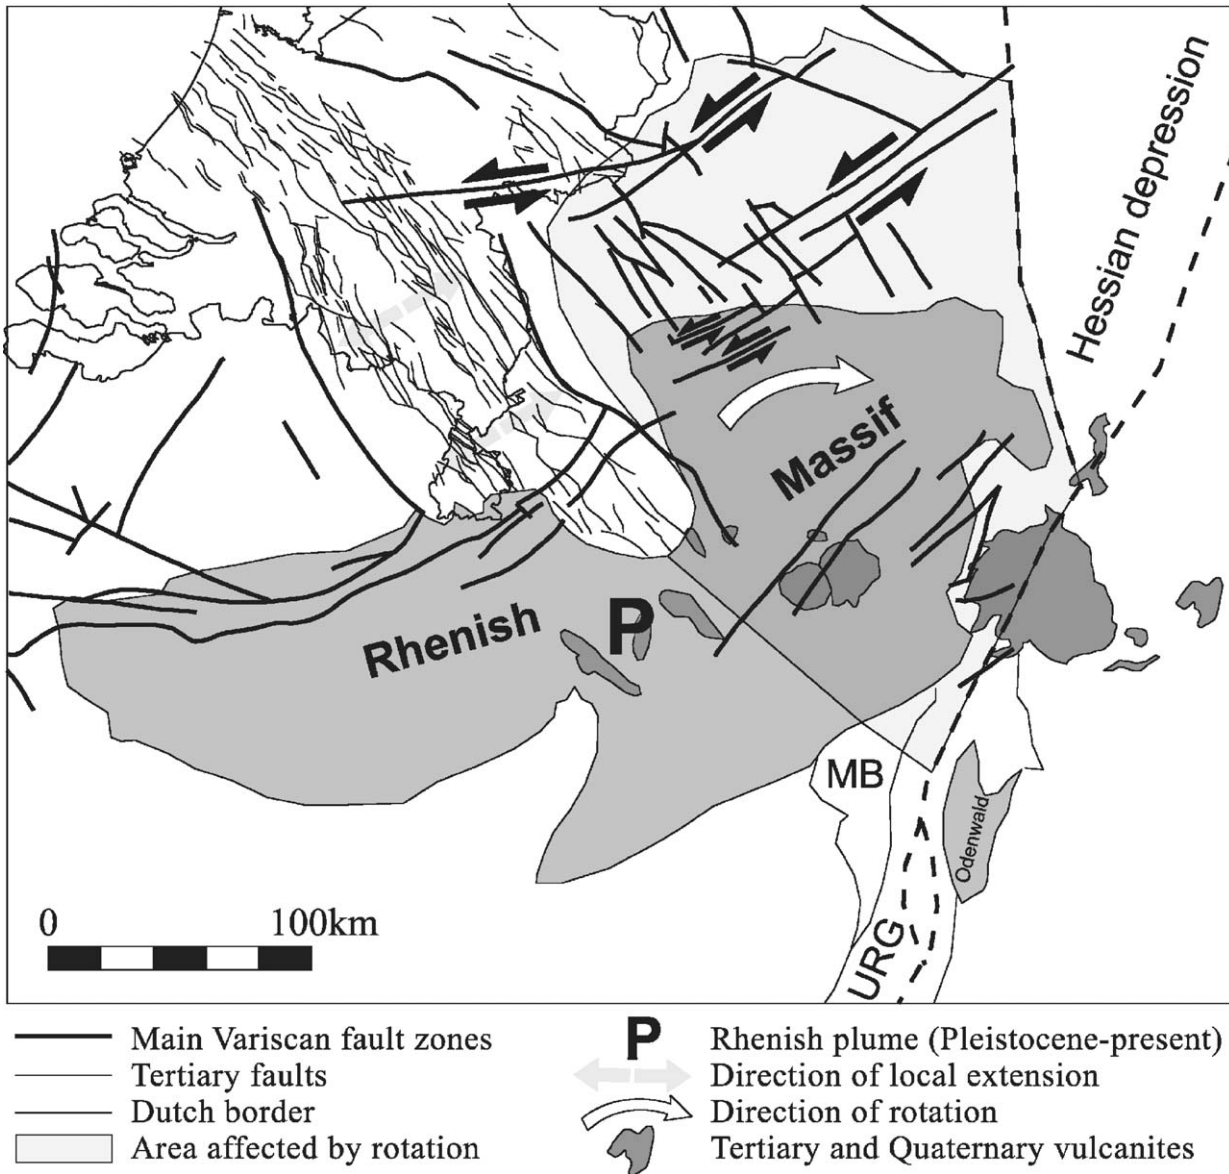 Hessian depression
Massif
Rhenish
P
MB
Odenwald
URG
0 100km
Main Variscan fault zones
Tertiary faults
Dutch border
Area affected by rotation
P Rhenish plume (Pleistocene-present)
Direction of local extension
Direction of rotation
Tertiary and Quaternary vulcanites